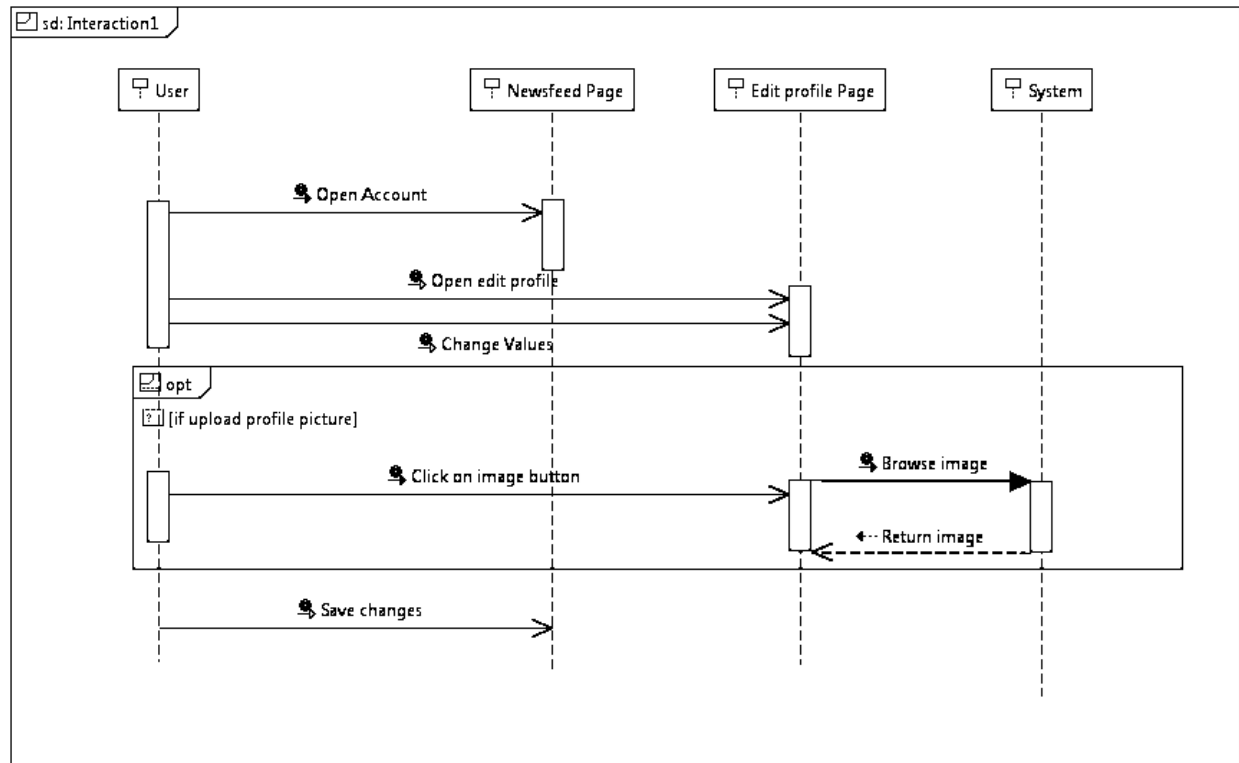 sd: Interaction1
User
Newsfeed Page
Edit profile Page
System
Open Account
Open edit profile
Change Values
opt
[if upload profile picture]
Click on image button
Browse image
Return image
Save changes